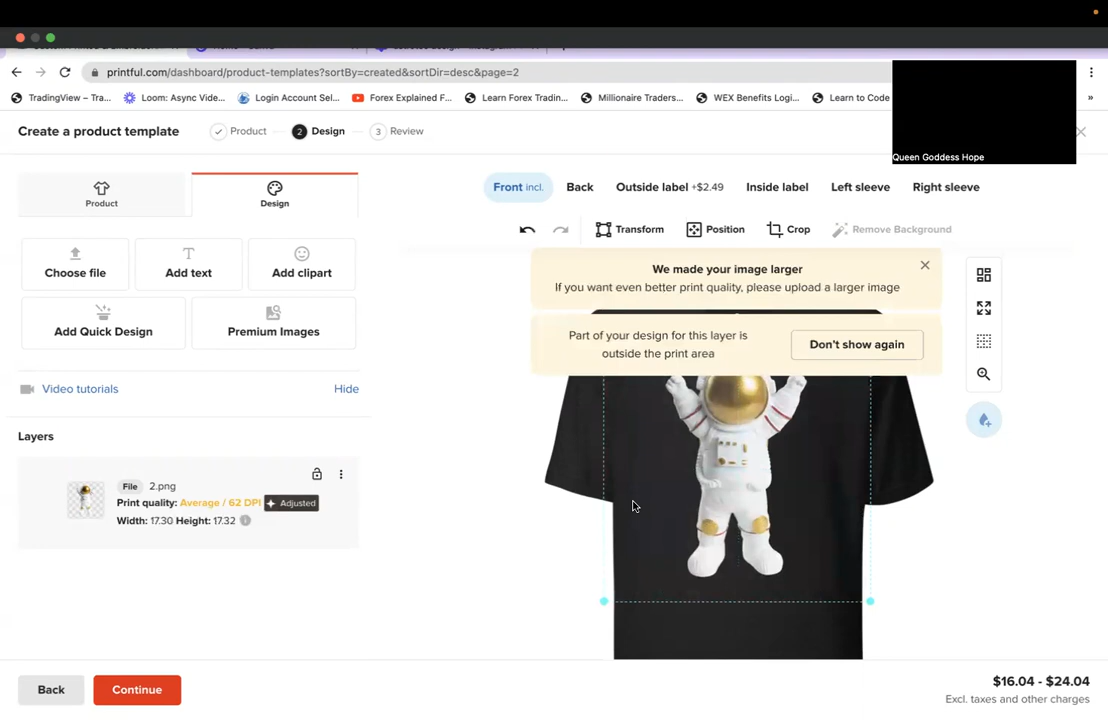 printful.com/dashboard/product-templates?sortBy=created&sortDir=desc&page=2
TradingView – Tra...
Loom: Async Vide...
Login Account Sel...
Forex Explained F...
Learn Forex Tradin...
Millionaire Traders...
WEX Benefits Logi...
Learn to Code
»
Queen Goddess Hope
Create a product template
Product
2 Design
3 Review
Product
Design
Front incl.
Back
Outside label +$2.49
Inside label
Left sleeve
Right sleeve
Transform
Position
Crop
Remove Background
Choose file
Add text
Add clipart
Add Quick Design
Premium Images
We made your image larger
If you want even better print quality, please upload a larger image
Part of your design for this layer is
outside the print area
Don't show again
Video tutorials
Hide
Layers
File 2.png
Print quality: Average / 62 DPI Adjusted
Width: 17.30 Height: 17.32
Back
Continue
$16.04 - $24.04
Excl. taxes and other charges